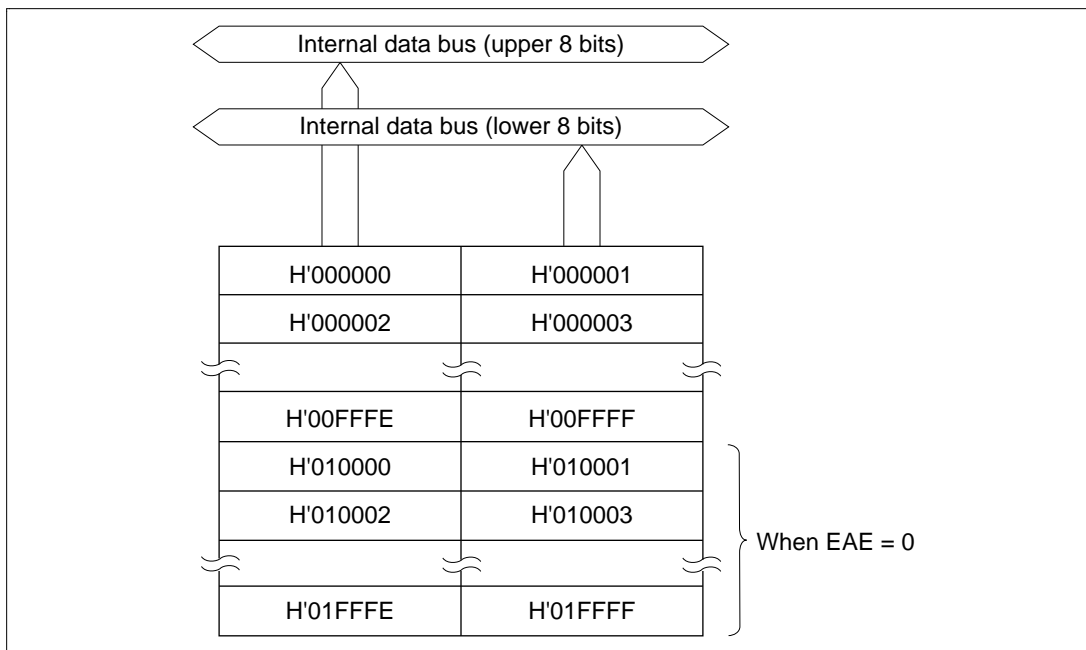 Internal data bus (upper 8 bits)
Internal data bus (lower 8 bits)
H'000000 H'000001
H'000002 H'000003
H'00FFFE H'00FFFF
H'010000 H'010001
H'010002 H'010003
When EAE = 0
H'01FFFE H'01FFFF